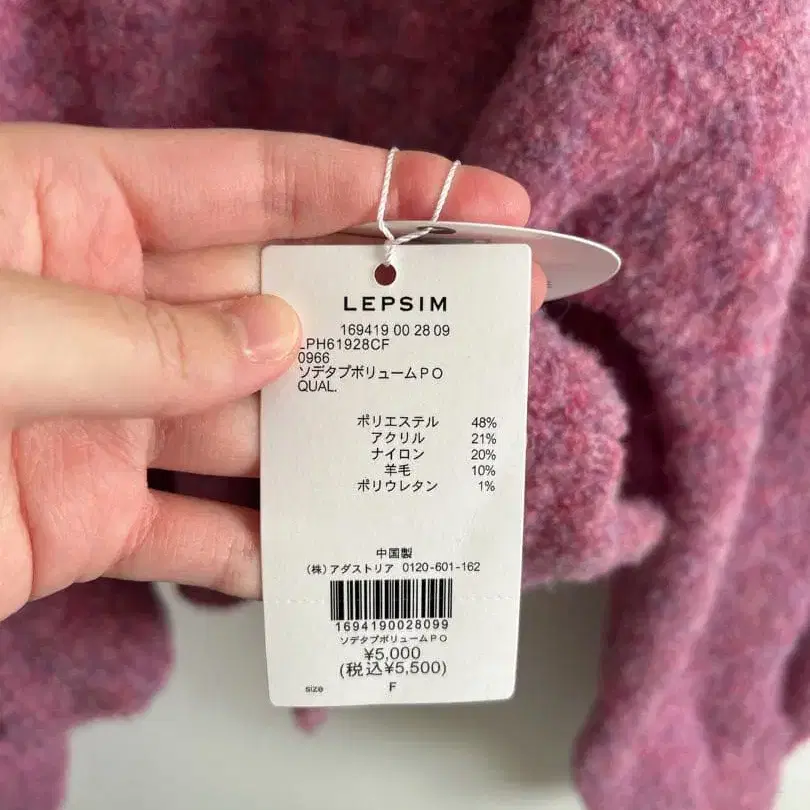 LEPSIM
169419 00 28 09
LPH61928CF
0966
ソデタブボリュームPO
QUAL.
ポリエステル 48%
アクリル 21%
ナイロン 20%
羊毛 10%
ポリウレタン 1%
中国製
(株)アダストリア 0120-601-162
1694190028099
ソデタブボリュームPO
¥5,000
(税込¥5,500)
size F